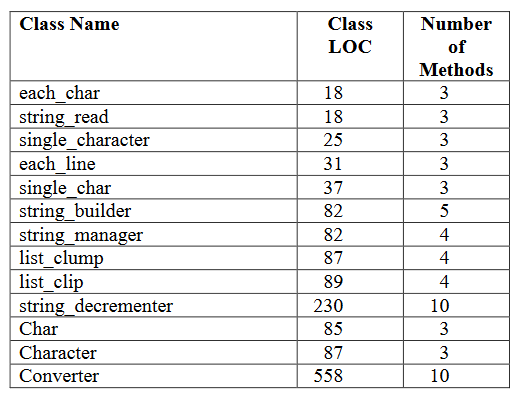 Class Name Class Number
LOC of
Methods
each_char 18 3
string_read 18 3
single_character 25 3
each_line 31 3
single_char 37 3
string_builder 82 5
string_manager 82 4
list_clump 87 4
list_clip 89 4
string_decrementer 230 10
Char 85 3
Character 87 3
Converter 558 10